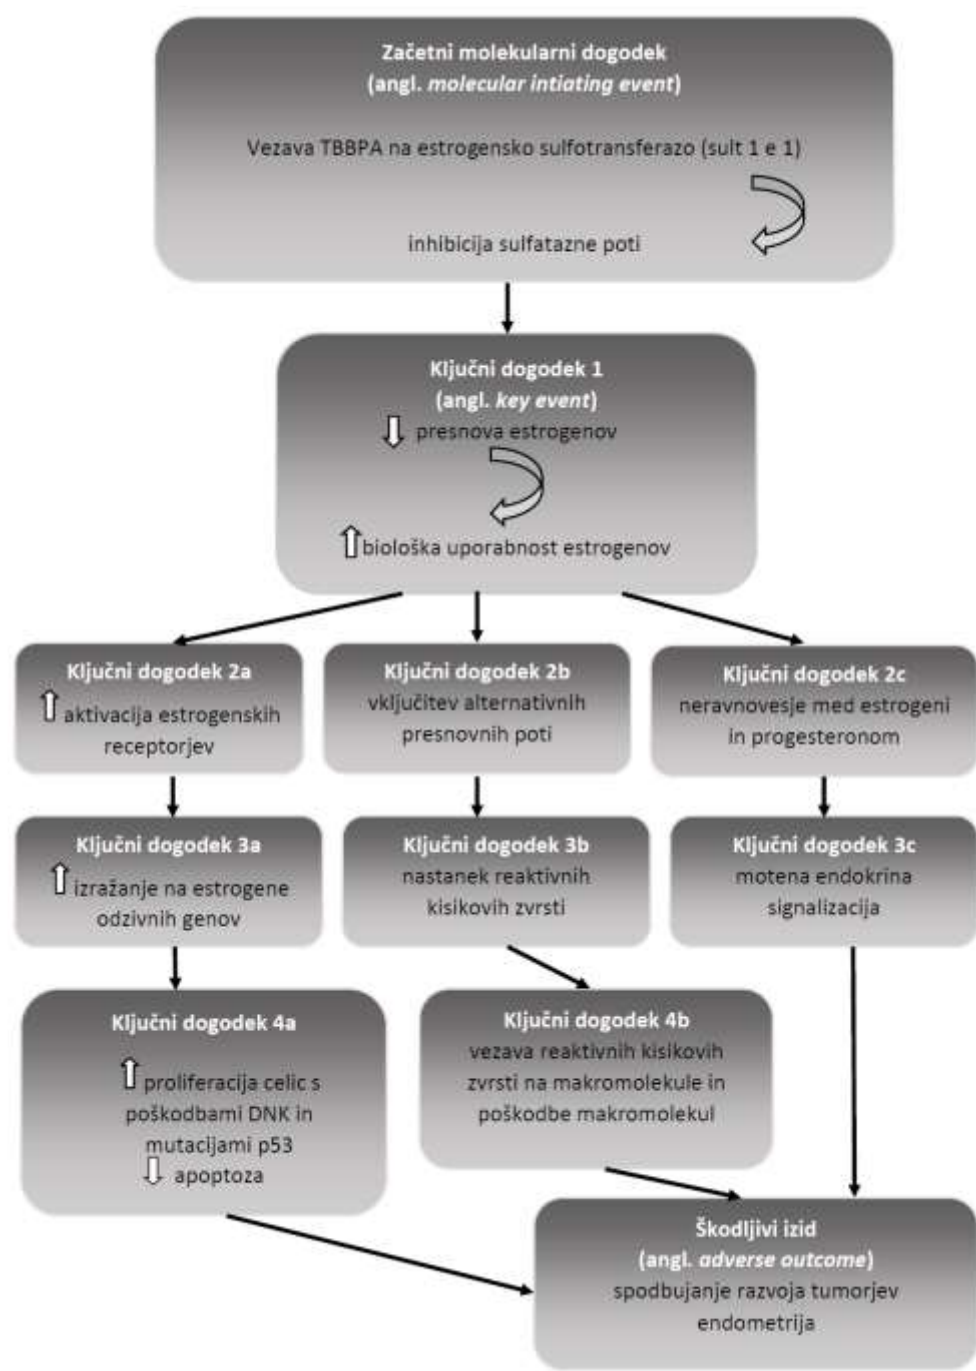 Začetni molekularni dogodek
(angl. molecular intiating event)
Vezava TBBPA na estrogensko sulfotransferazo (sult 1 e 1)
inhibicija sulfatazne poti
Ključni dogodek 1
(angl. key event)
presnova estrogenov
biološka uporabnost estrogenov
Ključni dogodek 2a
aktivacija estrogenskih
receptorjev
Ključni dogodek 2b
vključitev alternativnih
presnovnih poti
Ključni dogodek 2c
neravnovesje med estrogeni
in progesteronom
Ključni dogodek 3a
izražanje na estrogene
odzivnih genov
Ključni dogodek 3b
nastanek reaktivnih
kisikovih zvrsti
Ključni dogodek 3c
motena endokrina
signalizacija
Ključni dogodek 4a
proliferacija celic s
poškodbami DNK in
mutacijami p53
apoptoza
Ključni dogodek 4b
vezava reaktivnih kisikovih
zvrsti na makromolekule in
poškodbe makromolekul
Škodljivi izid
(angl. adverse outcome)
spodbujanje razvoja tumorjev
endometrija